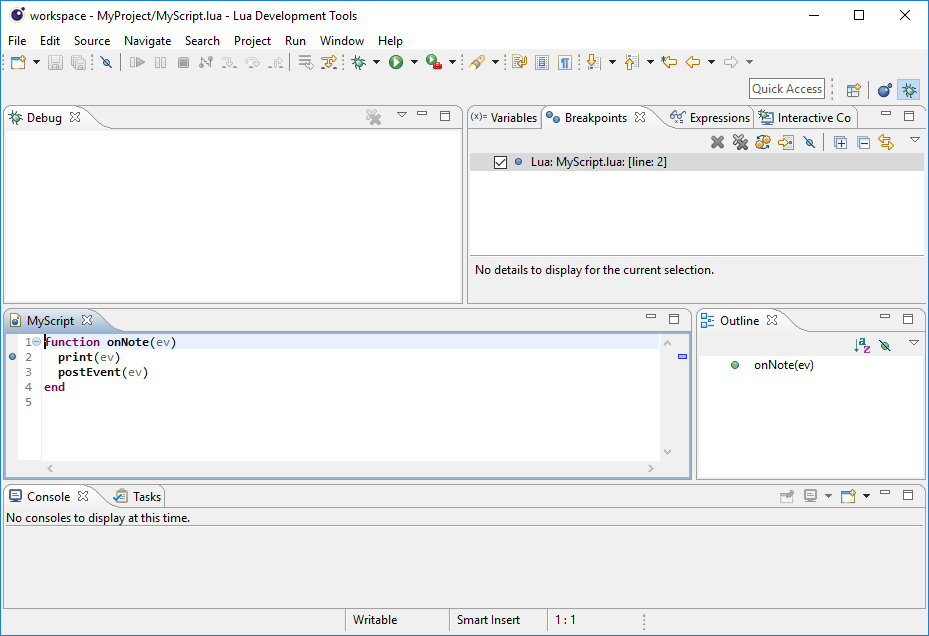 workspace - MyProject/MyScript.lua - Lua Development Tools
File Edit Source Navigate Search Project Run Window Help
Quick Access
Debug
(x)= Variables Breakpoints Expressions Interactive Co
Lua: MyScript.lua: [line: 2]
No details to display for the current selection.
MyScript
1 function onNote(ev)
2 print(ev)
3 postEvent(ev)
4 end
5
Outline
onNote(ev)
Console Tasks
No consoles to display at this time.
Writable Smart Insert 1 : 1